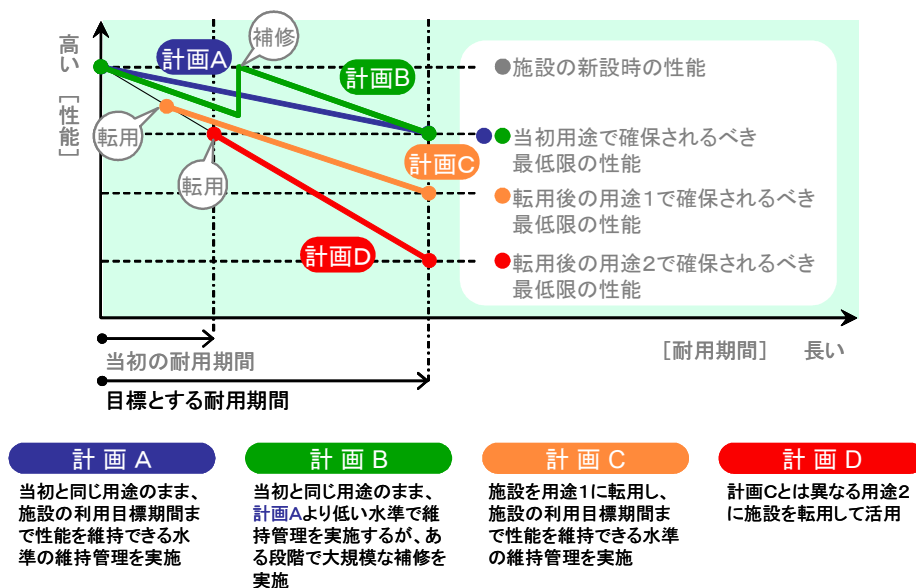 高い
[性能]
計画A
補修
計画B
転用
転用
計画C
計画D
●施設の新設時の性能
●●当初用途で確保されるべき
最低限の性能
●転用後の用途1で確保されるべき
最低限の性能
●転用後の用途2で確保されるべき
最低限の性能
当初の耐用期間
[耐用期間] 長い
目標とする耐用期間
計画A
当初と同じ用途のまま、
施設の利用目標期間ま
で性能を維持できる水
準の維持管理を実施
計画B
当初と同じ用途のまま、
計画Aより低い水準で維
持管理を実施するが、あ
る段階で大規模な補修を
実施
計画C
施設を用途1に転用し、
施設の利用目標期間ま
で性能を維持できる水準
の維持管理を実施
計画D
計画Cとは異なる用途2
に施設を転用して活用